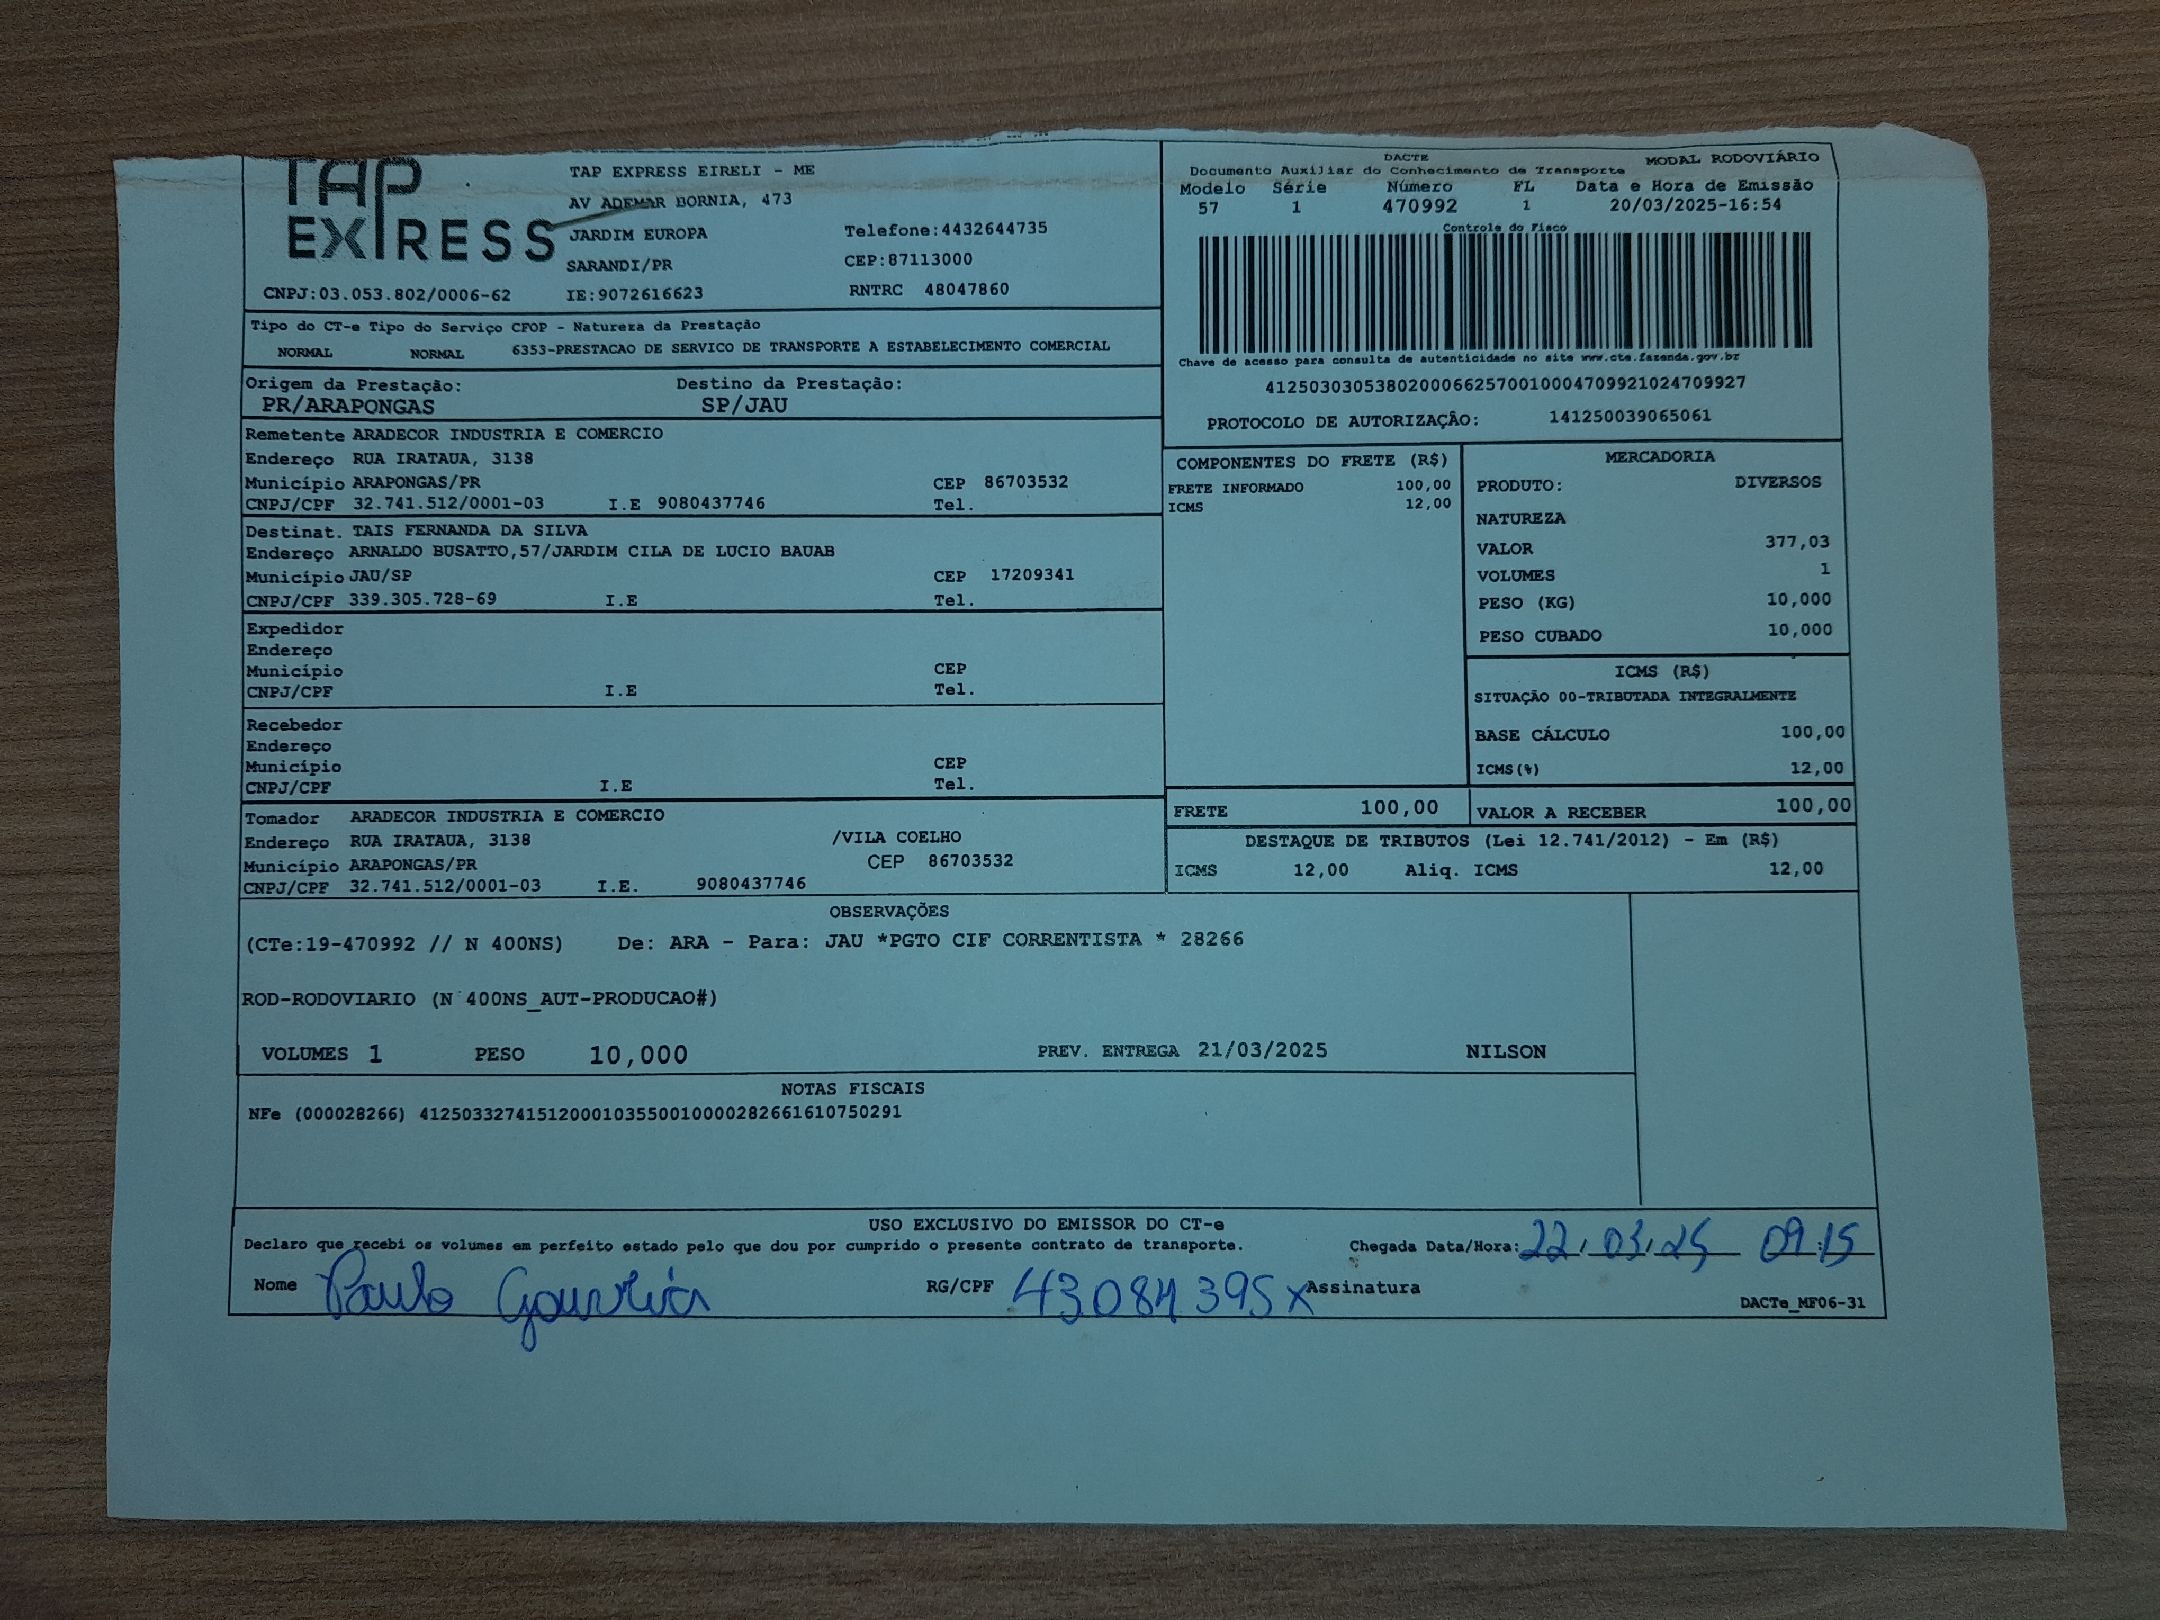 TAP
EXPRESS
TAP EXPRESS EIRELI - ME
AV ADEMAR BORNIA, 473
JARDIM EUROPA Telefone:4432644735
SARANDI/PR CEP:87113000
CNPJ:03.053.802/0006-62 IE:9072616623 RNTRC 48047860
DACTE MODAL RODOVIÁRIO
Documento Auxiliar do Conhecimento de Transporte
Modelo Série Número FL Data e Hora de Emissão
57 1 470992 1 20/03/2025-16:54
Controle do Fisco
Chave de acesso para consulta de autenticidade no site www.cte.fazenda.gov.br
41250303053802000662570010004709921024709927
PROTOCOLO DE AUTORIZAÇÃO: 141250039065061
Tipo do CT-e Tipo do Serviço CFOP - Natureza da Prestação
NORMAL NORMAL 6353-PRESTACAO DE SERVICO DE TRANSPORTE A ESTABELECIMENTO COMERCIAL
Origem da Prestação: Destino da Prestação:
PR/ARAPONGAS SP/JAU
Remetente ARADECOR INDUSTRIA E COMERCIO
Endereço RUA IRATAUA, 3138
Município ARAPONGAS/PR CEP 86703532
CNPJ/CPF 32.741.512/0001-03 I.E 9080437746 Tel.
Destinat. TAIS FERNANDA DA SILVA
Endereço ARNALDO BUSATTO,57/JARDIM CILA DE LUCIO BAUAB
Município JAU/SP CEP 17209341
CNPJ/CPF 339.305.728-69 I.E Tel.
Expedidor
Endereço
Município CEP
CNPJ/CPF I.E Tel.
Recebedor
Endereço
Município CEP
CNPJ/CPF I.E Tel.
Tomador ARADECOR INDUSTRIA E COMERCIO
Endereço RUA IRATAUA, 3138 /VILA COELHO
Município ARAPONGAS/PR CEP 86703532
CNPJ/CPF 32.741.512/0001-03 I.E. 9080437746
COMPONENTES DO FRETE (R$)
FRETE INFORMADO 100,00
ICMS 12,00
MERCADORIA
PRODUTO: DIVERSOS
NATUREZA
VALOR 377,03
VOLUMES 1
PESO (KG) 10,000
PESO CUBADO 10,000
ICMS (R$)
SITUAÇÃO 00-TRIBUTADA INTEGRALMENTE
BASE CÁLCULO 100,00
ICMS(%) 12,00
FRETE 100,00 VALOR A RECEBER 100,00
DESTAQUE DE TRIBUTOS (Lei 12.741/2012) - Em (R$)
ICMS 12,00 Aliq. ICMS 12,00
OBSERVAÇÕES
(CTe:19-470992 // N 400NS) De: ARA - Para: JAU *PGTO CIF CORRENTISTA * 28266
ROD-RODOVIARIO (N 400NS_AUT-PRODUCAO#)
VOLUMES 1 PESO 10,000 PREV. ENTREGA 21/03/2025 NILSON
NOTAS FISCAIS
NFe (000028266) 41250332741512000103550010000282661610750291
USO EXCLUSIVO DO EMISSOR DO CT-e
Declaro que recebi os volumes em perfeito estado pelo que dou por cumprido o presente contrato de transporte. Chegada Data/Hora: 22.03.25 09:15
Nome Paulo RG/CPF 43084395x Assinatura
DACTe_MF06-31